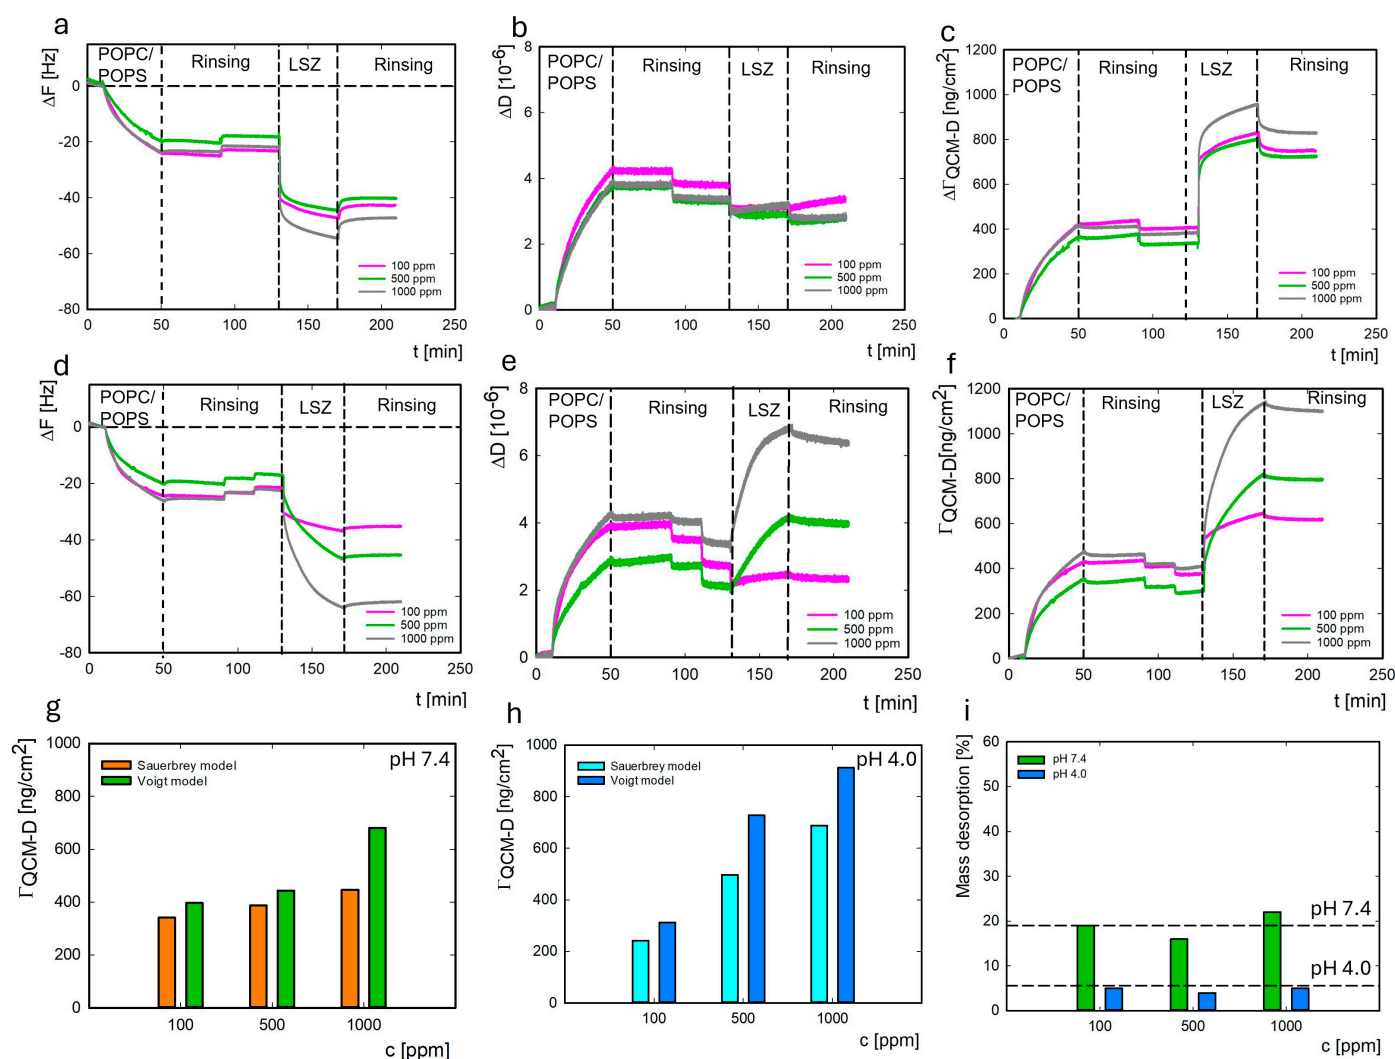 a
ΔF [Hz]
POPC/
POPS
Rinsing
LSZ
Rinsing
0
-20
-40
-60
-80
100 ppm
500 ppm
1000 ppm
0 50 100 150 200 250
t [min]
b
ΔD [10-6]
POPC/
POPS
Rinsing
LSZ
Rinsing
8
6
4
2
0
100 ppm
500 ppm
1000 ppm
0 50 100 150 200 250
t [min]
c
ΔΓQCM-D [ng/cm2]
1200
1000
800
600
400
200
0
POPC/
POPS
Rinsing
LSZ
Rinsing
100 ppm
500 ppm
1000 ppm
0 50 100 150 200 250
t [min]
d
ΔF [Hz]
POPC/
POPS
Rinsing
LSZ
Rinsing
0
-20
-40
-60
-80
100 ppm
500 ppm
1000 ppm
0 50 100 150 200 250
t [min]
e
ΔD [10-6]
POPC/
POPS
Rinsing
LSZ
Rinsing
8
6
4
2
0
100 ppm
500 ppm
1000 ppm
0 50 100 150 200 250
t [min]
f
ΓQCM-D[ng/cm2]
1200
1000
800
600
400
200
0
POPC/
POPS
Rinsing
LSZ
Rinsing
100 ppm
500 ppm
1000 ppm
0 50 100 150 200 250
t [min]
g
ΓQCM-D [ng/cm2]
1000
800
600
400
200
0
Sauerbrey model
Voigt model
pH 7.4
100 500 1000
c [ppm]
h
ΓQCM-D [ng/cm2]
1000
800
600
400
200
0
Sauerbrey model
Voigt model
pH 4.0
100 500 1000
c [ppm]
i
Mass desorption [%]
60
50
40
30
20
10
0
pH 7.4
pH 4.0
pH 7.4
pH 4.0
100 500 1000
c [ppm]